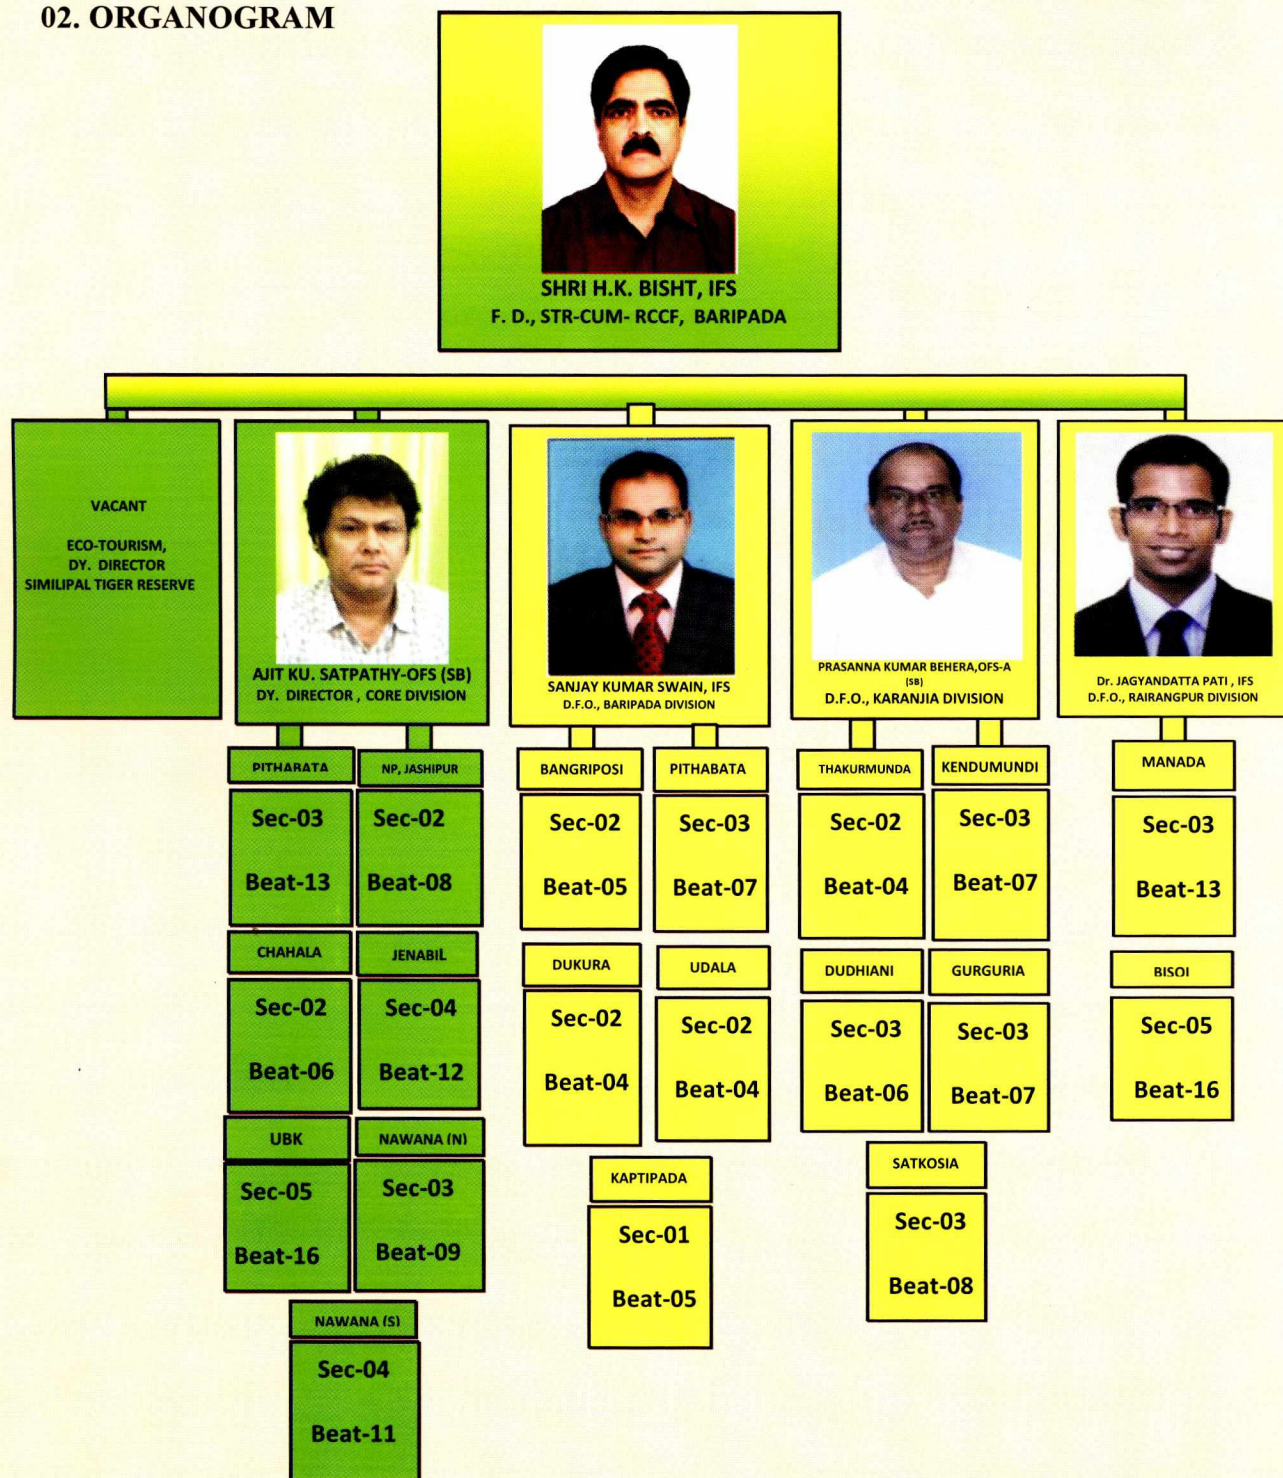 02. ORGANOGRAM
SHRI H.K. BISHT, IFS
F. D., STR-CUM- RCCF, BARIPADA
VACANT
ECO-TOURISM,
DY. DIRECTOR
SIMILIPAL TIGER RESERVE
AJIT KU. SATPATHY-OFS (SB)
DY. DIRECTOR , CORE DIVISION
SANJAY KUMAR SWAIN, IFS
D.F.O., BARIPADA DIVISION
PRASANNA KUMAR BEHERA,OFS-A
(SB)
D.F.O., KARANJIA DIVISION
Dr. JAGYANDATTA PATI , IFS
D.F.O., RAIRANGPUR DIVISION
PITHABATA
Sec-03
Beat-13
NP, JASHIPUR
Sec-02
Beat-08
CHAHALA
Sec-02
Beat-06
JENABIL
Sec-04
Beat-12
UBK
Sec-05
Beat-16
NAWANA (N)
Sec-03
Beat-09
NAWANA (S)
Sec-04
Beat-11
BANGRIPOSI
Sec-02
Beat-05
PITHABATA
Sec-03
Beat-07
DUKURA
Sec-02
Beat-04
UDALA
Sec-02
Beat-04
KAPTIPADA
Sec-01
Beat-05
THAKURMUNDA
Sec-02
Beat-04
KENDUMUNDI
Sec-03
Beat-07
DUDHIANI
Sec-03
Beat-06
GURGURIA
Sec-03
Beat-07
SATKOSIA
Sec-03
Beat-08
MANADA
Sec-03
Beat-13
BISOI
Sec-05
Beat-16